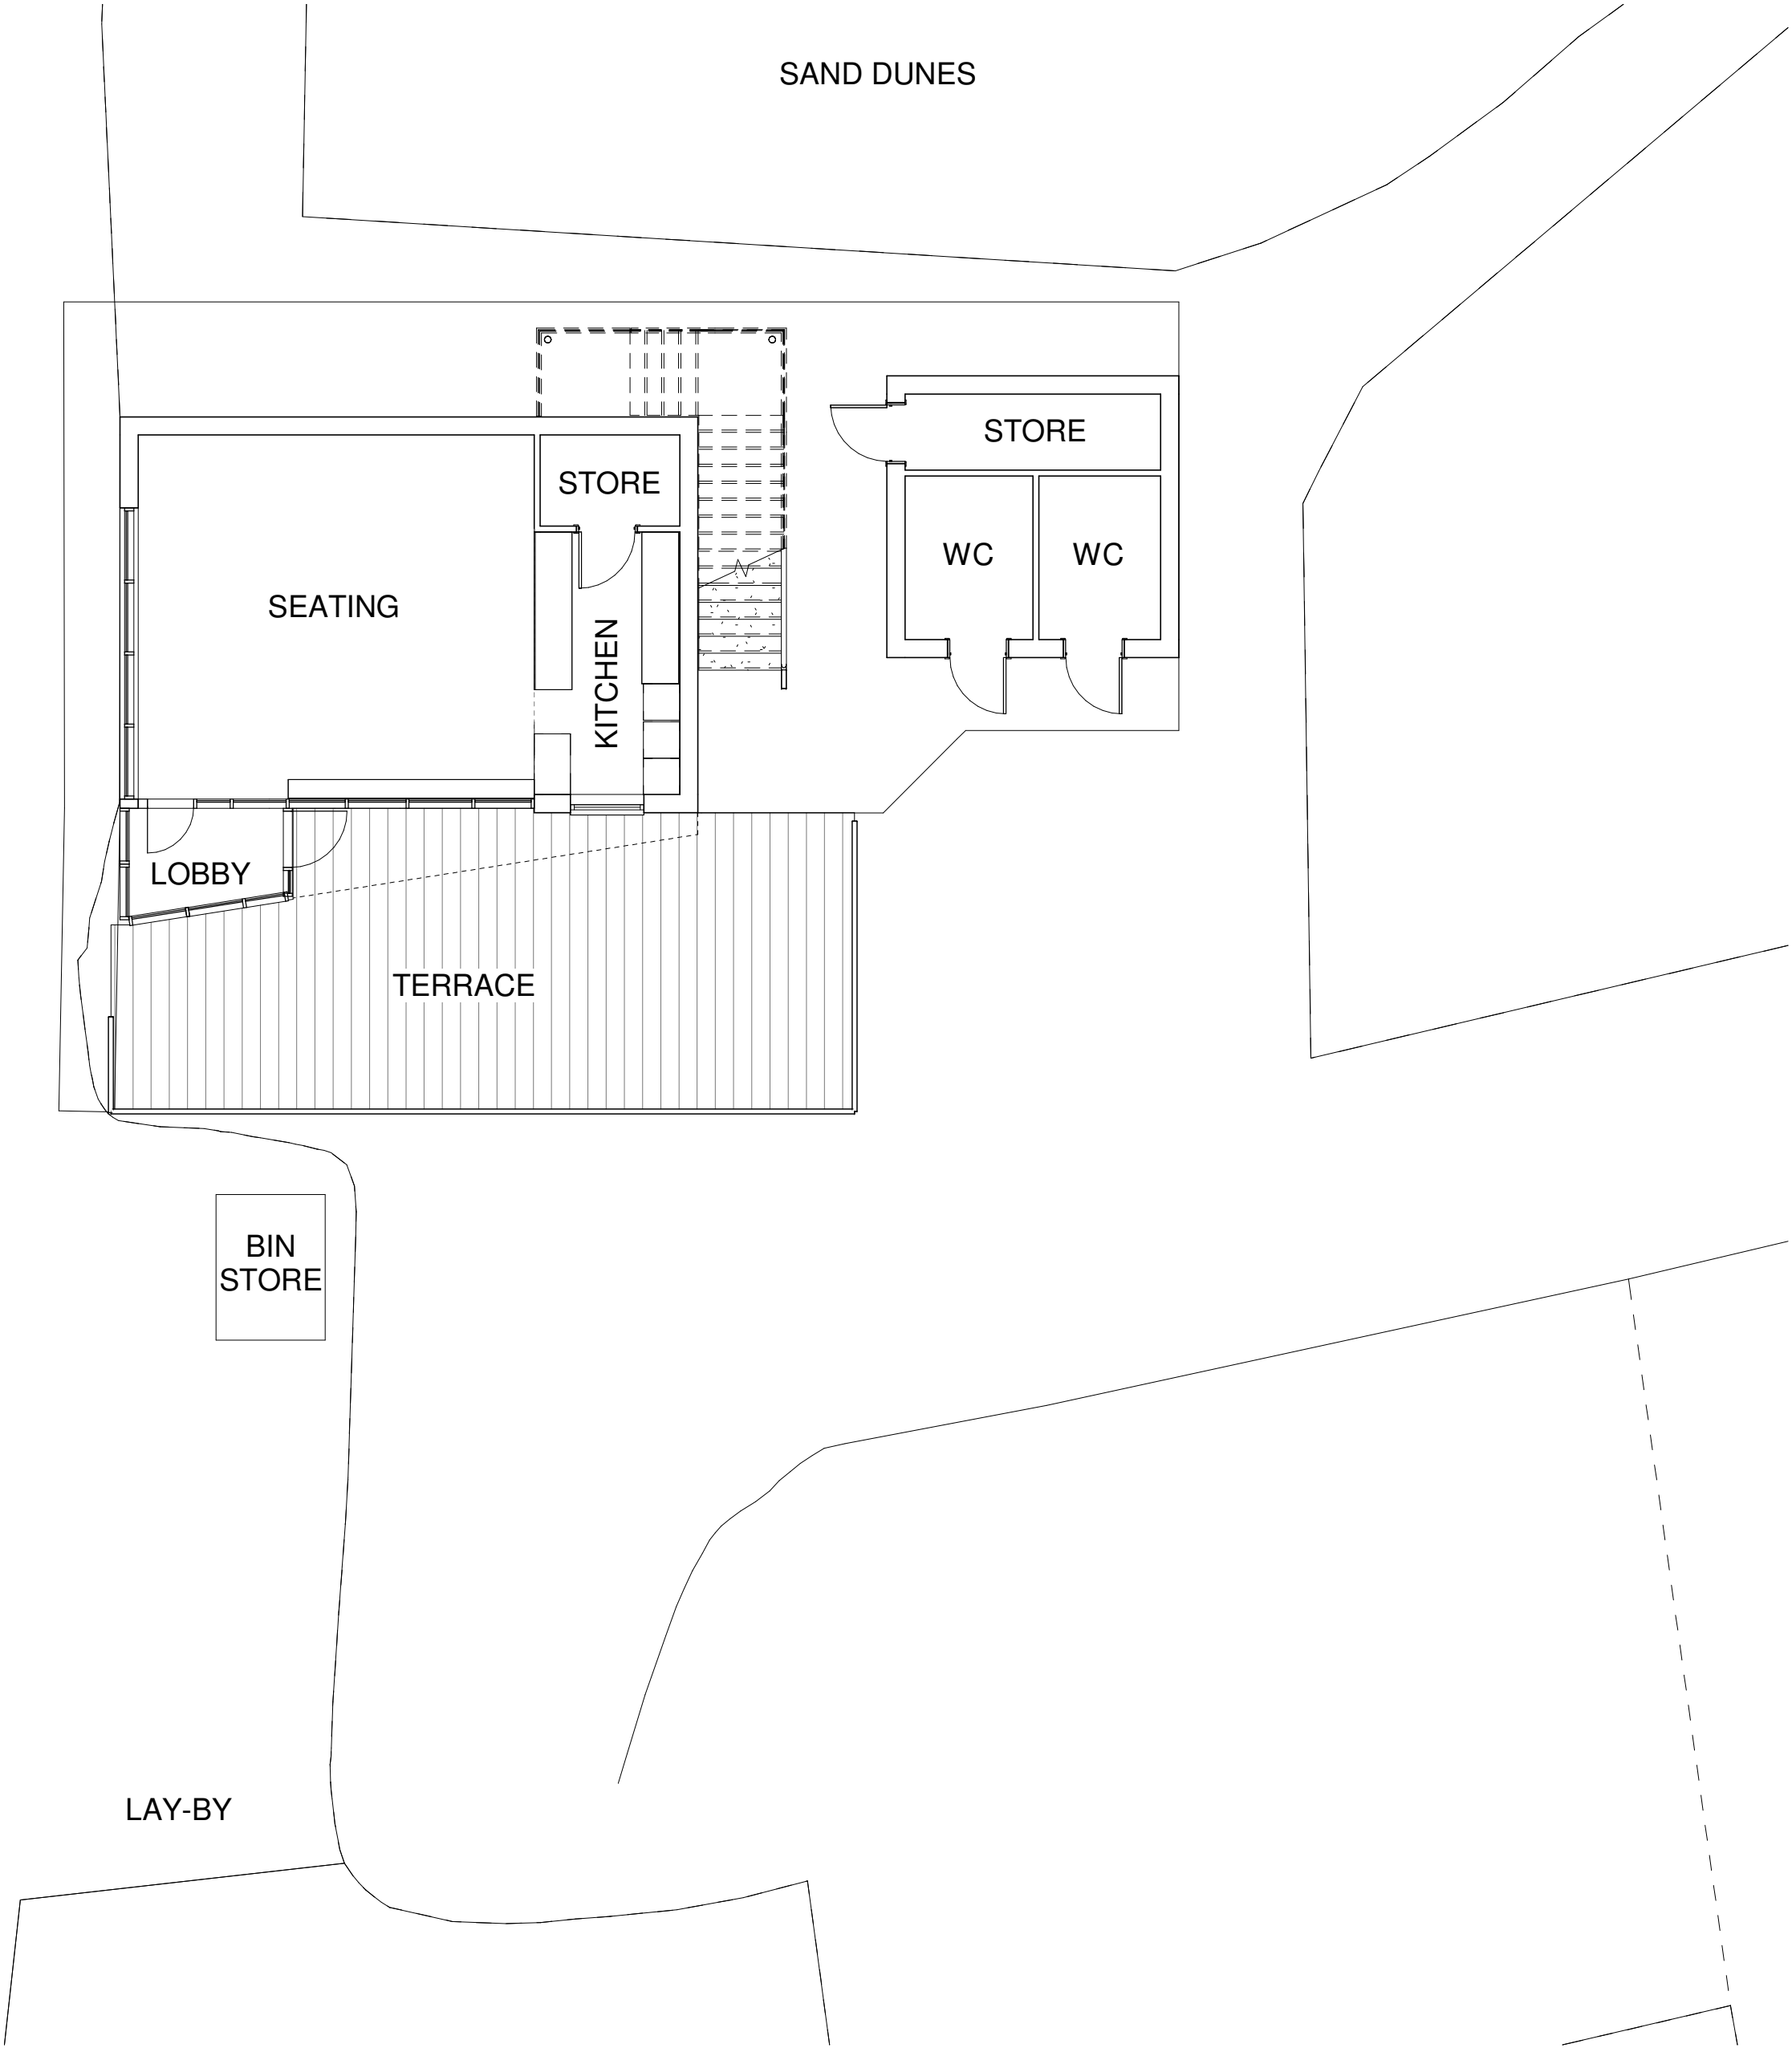 SAND DUNES
STORE
STORE
WC
WC
SEATING
KITCHEN
LOBBY
TERRACE
BIN
STORE
LAY-BY